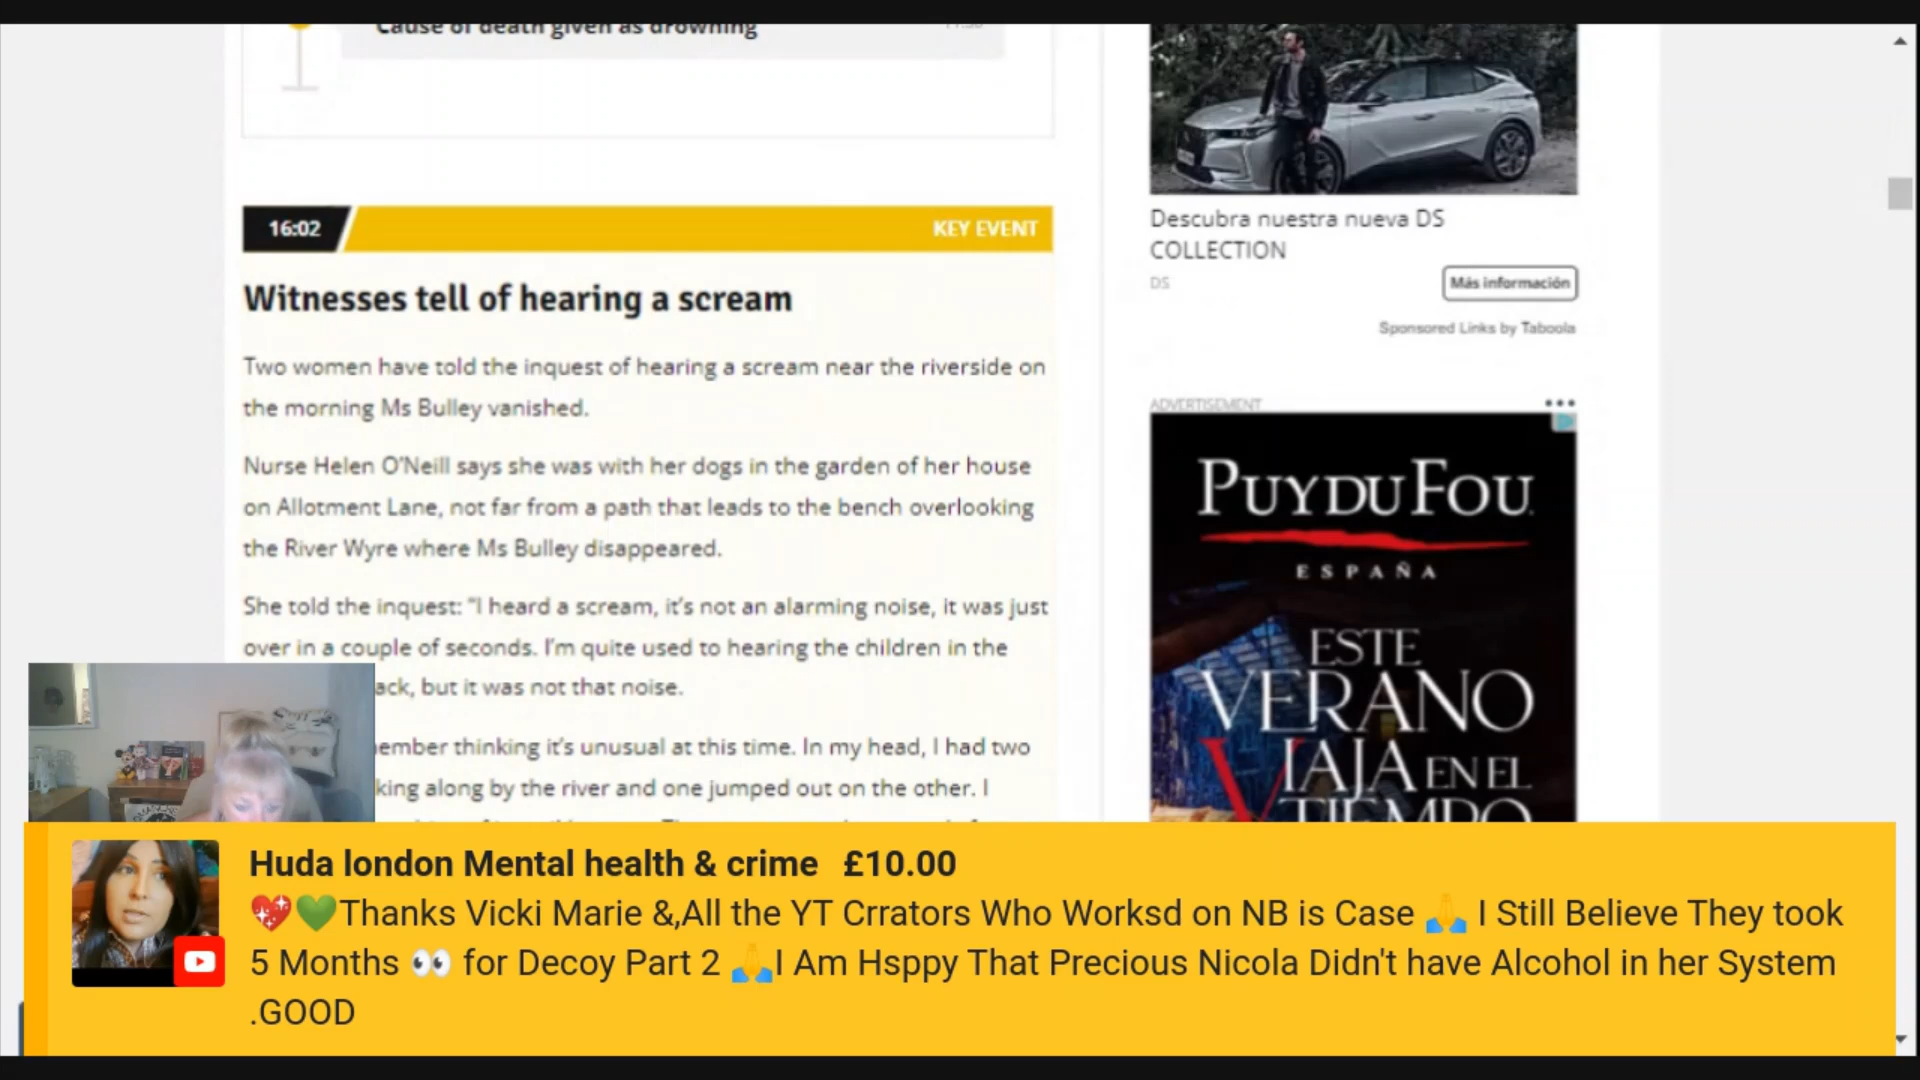 Cause of death given as drowning
16:02
KEY EVENT
Witnesses tell of hearing a scream
Two women have told the inquest of hearing a scream near the riverside on
the morning Ms Bulley vanished.
Nurse Helen O'Neill says she was with her dogs in the garden of her house
on Allotment Lane, not far from a path that leads to the bench overlooking
the River Wyre where Ms Bulley disappeared.
She told the inquest: "I heard a scream, it's not an alarming noise, it was just
over in a couple of seconds. I'm quite used to hearing the children in the
ack, but it was not that noise.
ember thinking it's unusual at this time. In my head, I had two
king along by the river and one jumped out on the other. I
Descubra nuestra nueva DS
COLLECTION
DS
Más información
Sponsored Links by Taboola
ADVERTISEMENT
PUY DU FOU
ESPAÑA
ESTE
VERANO
VIAJA EN EL
TIEMPO
Huda london Mental health & crime £10.00
💖💚Thanks Vicki Marie &,All the YT Crrators Who Worksd on NB is Case 🙏 I Still Believe They took
5 Months 👀 for Decoy Part 2 🙏I Am Hsppy That Precious Nicola Didn't have Alcohol in her System
.GOOD